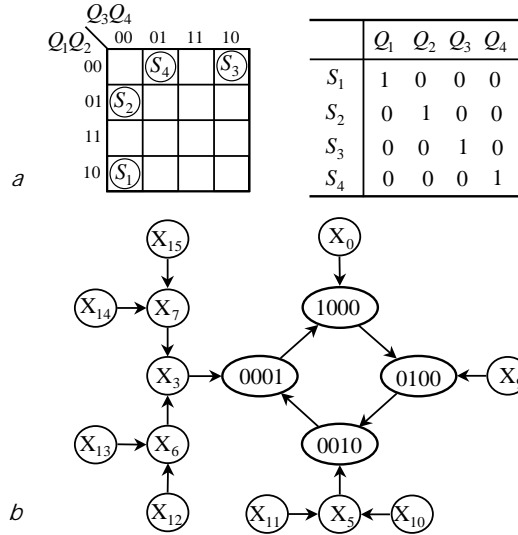 Q₃Q₄
Q₁Q₂ 00 01 11 10
00 S₄ S₃
01 S₂
11
10 S₁
a
Q₁ Q₂ Q₃ Q₄
S₁ 1 0 0 0
S₂ 0 1 0 0
S₃ 0 0 1 0
S₄ 0 0 0 1
X₁₅ X₀
X₁₄ X₇ 1000
X₃ 0001 0100
X₁₃ X₆ 0010
X₁₂ X₁₁ X₅ X₁₀
b